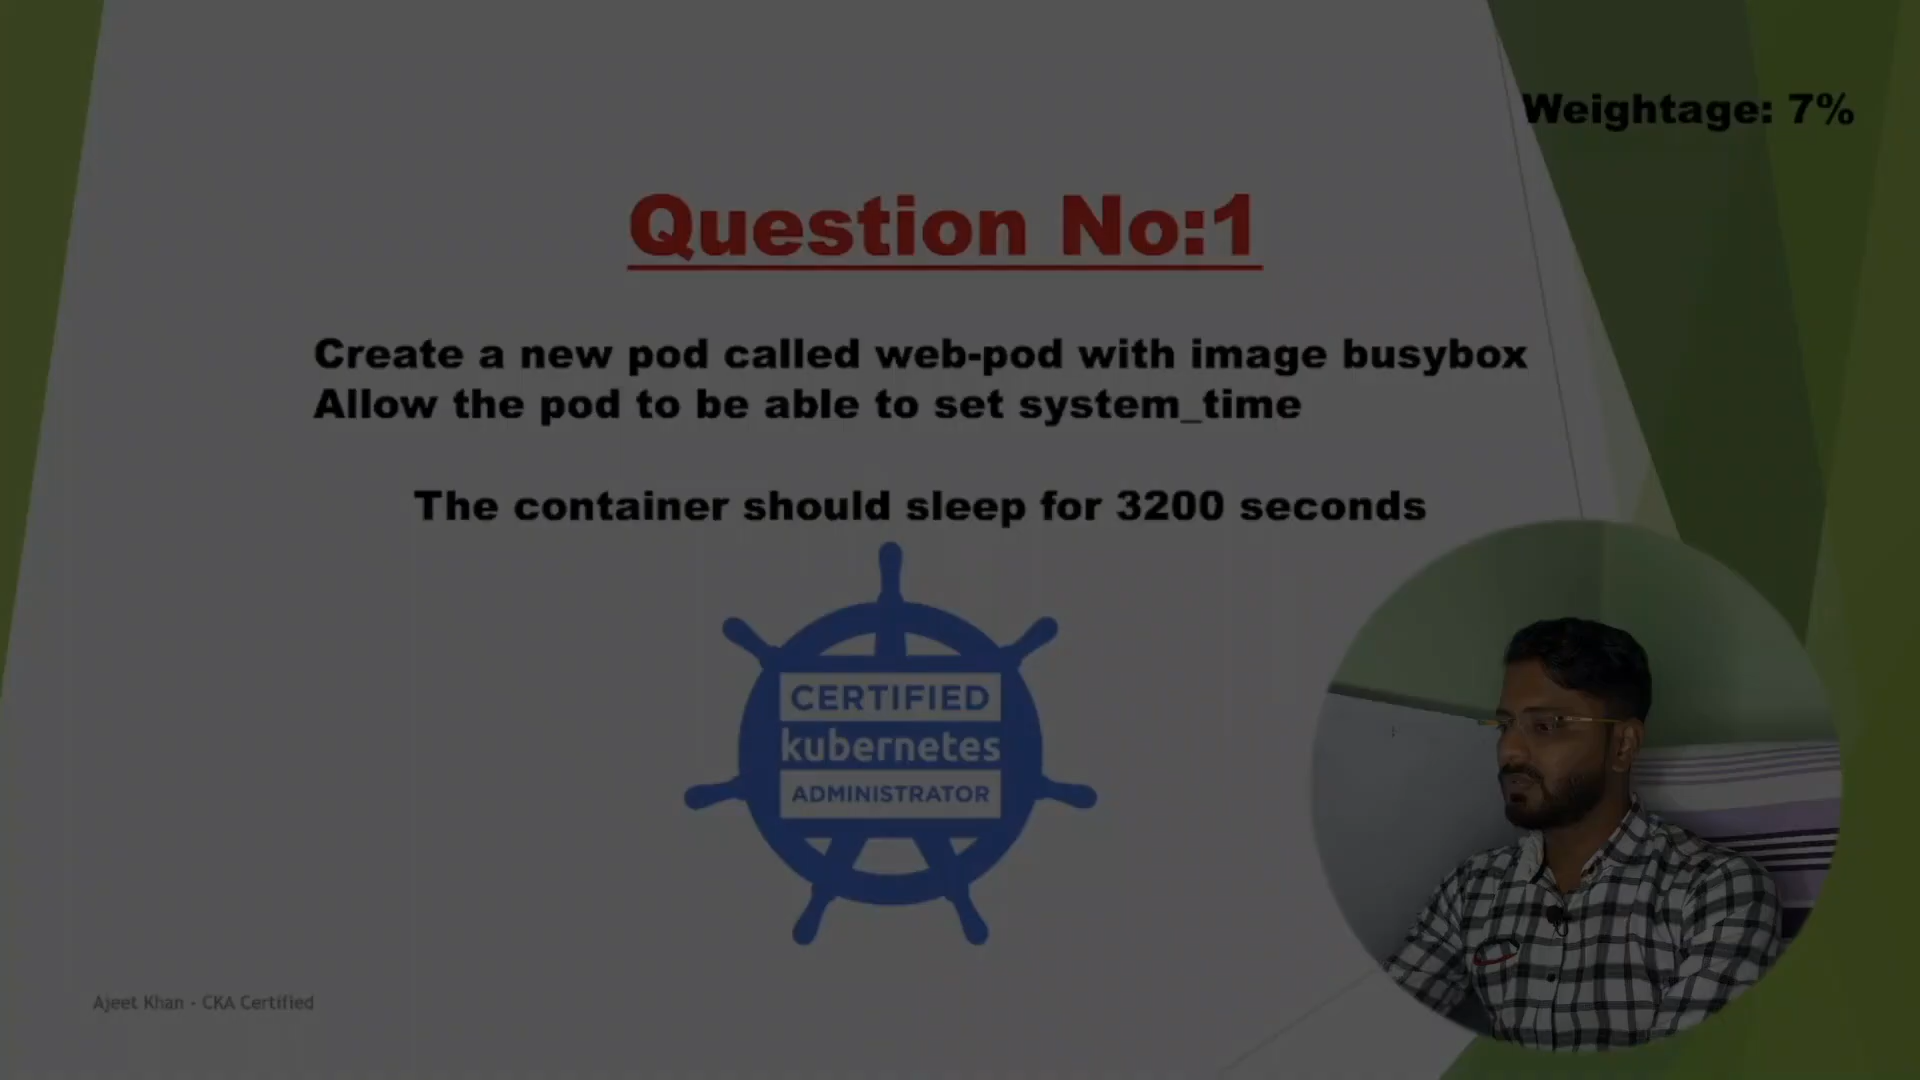 Weightage: 7%
Question No:1
Create a new pod called web-pod with image busybox
Allow the pod to be able to set system_time
The container should sleep for 3200 seconds
CERTIFIED
kubernetes
ADMINISTRATOR
Ajeet Khan - CKA Certified